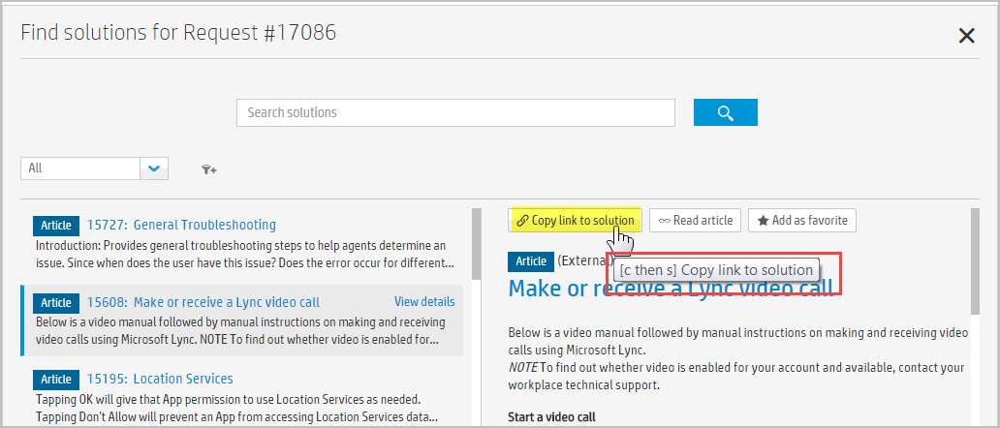 Find solutions for Request #17086
Search solutions
All
Article 15727: General Troubleshooting
Introduction: Provides general troubleshooting steps to help agents determine an
issue. Since when does the user have this issue? Does the error occur for different...
Article 15608: Make or receive a Lync video call View details
Below is a video manual followed by manual instructions on making and receiving
video calls using Microsoft Lync. NOTE To find out whether video is enabled for...
Article 15195: Location Services
Tapping OK will give that App permission to use Location Services as needed.
Tapping Don't Allow will prevent an App from accessing Location Services data...
Copy link to solution Read article Add as favorite
Article (External)
[c then s] Copy link to solution
Make or receive a Lync video call
Below is a video manual followed by manual instructions on making and receiving video
calls using Microsoft Lync.
NOTE To find out whether video is enabled for your account and available, contact your
workplace technical support.
Start a video call